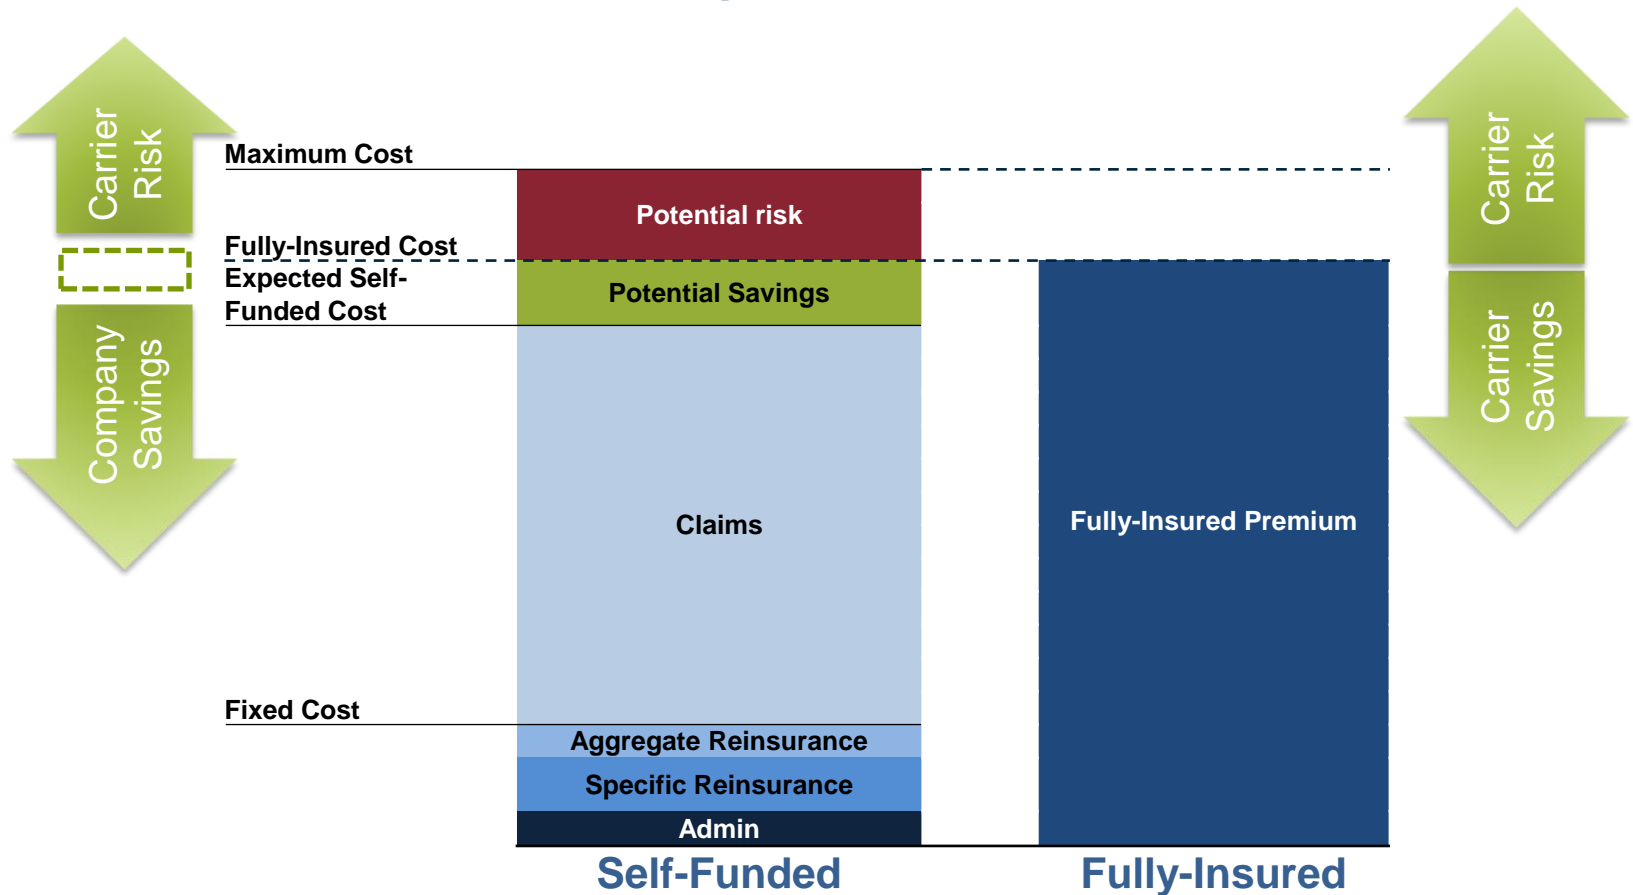 Carrier
Risk
Company
Savings
Maximum Cost
Fully-Insured Cost
Expected Self-
Funded Cost
Fixed Cost
Potential risk
Potential Savings
Claims
Aggregate Reinsurance
Specific Reinsurance
Admin
Self-Funded
Fully-Insured Premium
Fully-Insured
Carrier
Risk
Carrier
Savings